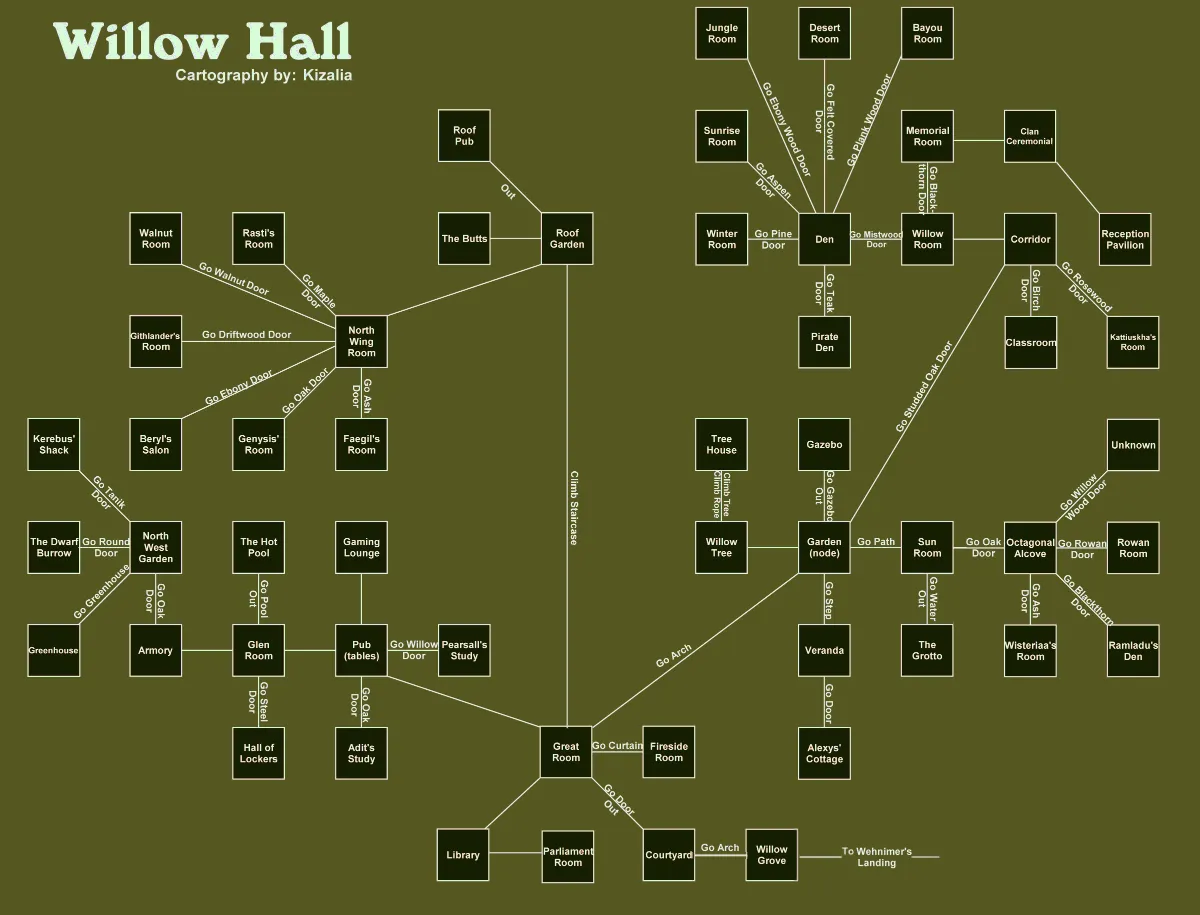 Willow Hall
Cartography by: Kizalia
Jungle
Room
Desert
Room
Bayou
Room
Go Ebony Wood Door
Go Felt Covered
Door
Go Plank Wood Door
Roof
Pub
Sunrise
Room
Memorial
Room
Clan
Ceremonial
Out
Go Aspen
Door
Go Black-
thorn Door
Walnut
Room
Rasti's
Room
The Butts
Roof
Garden
Winter
Room
Go Pine
Door
Den
Go Mistwood
Door
Willow
Room
Corridor
Reception
Pavilion
Go Walnut Door
Go Maple
Door
Go Teak
Door
Go Birch
Door
Go Rosewood
Door
Githlander's
Room
Go Driftwood Door
North
Wing
Room
Pirate
Den
Classroom
Kattiuskha's
Room
Go Ebony Door
Go Oak Door
Go Ash
Door
Go Studded Oak Door
Kerebus'
Shack
Beryl's
Salon
Genysis'
Room
Faegil's
Room
Tree
House
Gazebo
Unknown
Go Tanik
Door
Climb Staircase
Climb Tree
Climb Rope
Go Gazebo
Out
Go Willow
Wood Door
The Dwarf
Burrow
Go Round
Door
North
West
Garden
The Hot
Pool
Gaming
Lounge
Willow
Tree
Garden
(node)
Go Path
Sun
Room
Go Oak
Door
Octagonal
Alcove
Go Rowan
Door
Rowan
Room
Go Greenhouse
Go Oak
Door
Go Pool
Out
Go Step
Go Water
Out
Go Ash
Door
Go Blackthorn
Door
Greenhouse
Armory
Glen
Room
Pub
(tables)
Go Willow
Door
Pearsall's
Study
Go Arch
Veranda
The
Grotto
Wisteriaa's
Room
Ramladu's
Den
Go Steel
Door
Go Oak
Door
Go Door
Hall of
Lockers
Adit's
Study
Great
Room
Go Curtain
Fireside
Room
Alexys'
Cottage
Go Door
Out
Library
Parliament
Room
Courtyard
Go Arch
Willow
Grove
To Wehnimer's
Landing